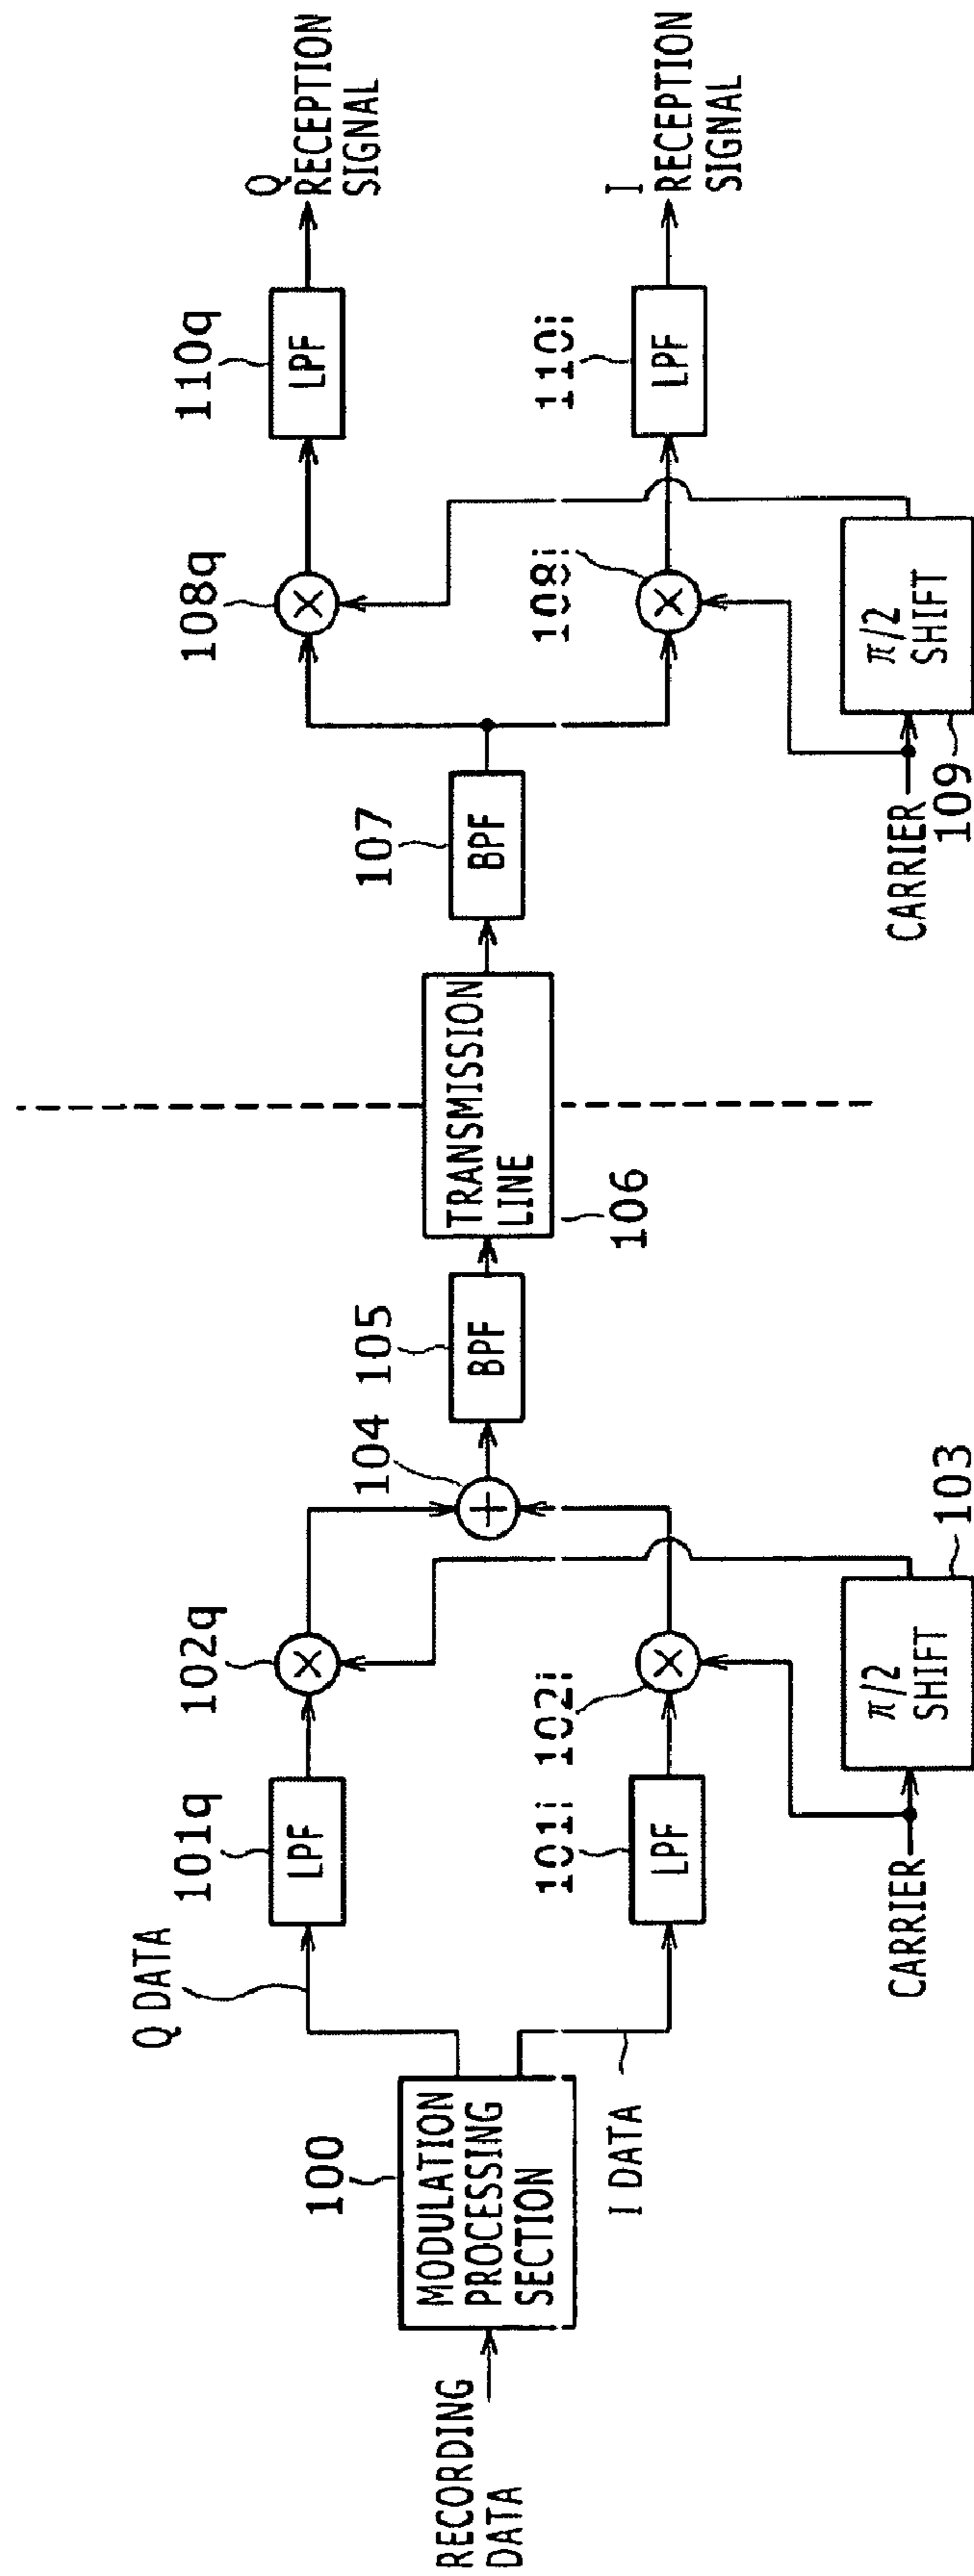 RECORDING
DATA
100
MODULATION
PROCESSING
SECTION
Q DATA
I DATA
101q
LPF
101i
LPF
CARRIER
102q
102i
π/2
SHIFT
103
104
105
BPF
TRANSMISSION
LINE
106
107
BPF
CARRIER
109
π/2
SHIFT
108q
108i
110q
LPF
110i
LPF
Q
RECEPTION
SIGNAL
I
RECEPTION
SIGNAL